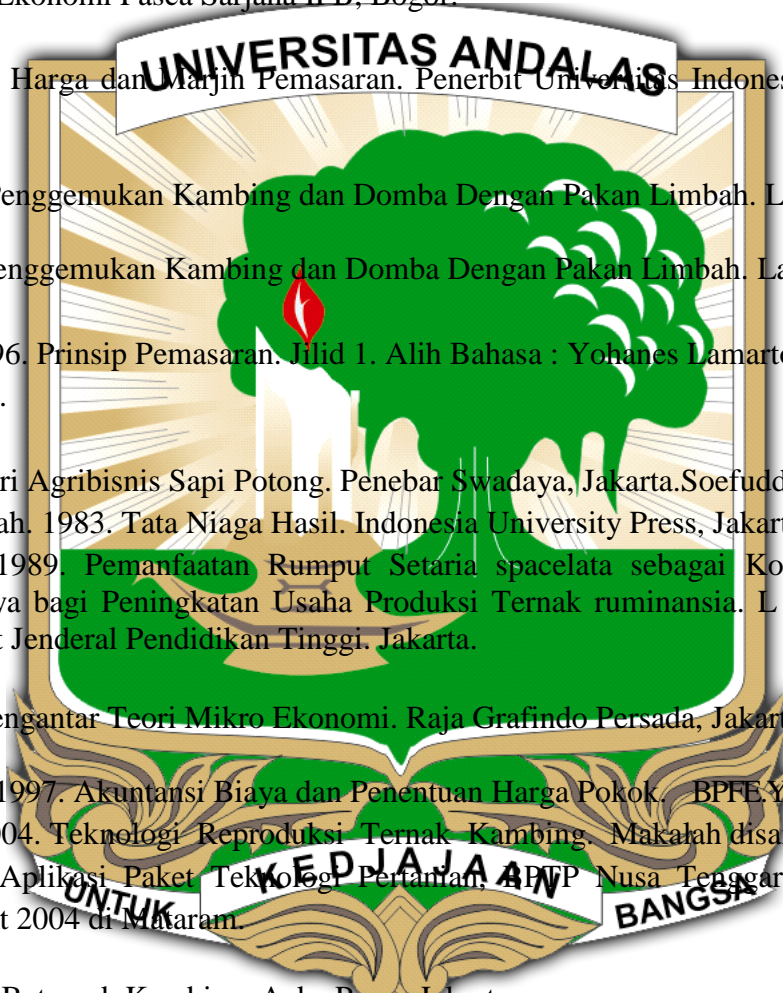 Ekonomi Pasca Sarjana IPB, Bogor.
UNIVERSITAS ANDALAS
Harga dan Marjin Pemasaran. Penerbit Universitas Indones
Penggemukan Kambing dan Domba Dengan Pakan Limbah. L
enggemukan Kambing dan Domba Dengan Pakan Limbah. La
96. Prinsip Pemasaran. Jilid 1. Alih Bahasa : Yohanes Lamarto
.
ri Agribisnis Sapi Potong. Penebar Swadaya, Jakarta.Soefudd
ah. 1983. Tata Niaga Hasil. Indonesia University Press, Jakart
1989. Pemanfaatan Rumput Setaria spacelata sebagai Ko
ya bagi Peningkatan Usaha Produksi Ternak ruminansia. L
t Jenderal Pendidikan Tinggi. Jakarta.
engantar Teori Mikro Ekonomi. Raja Grafindo Persada, Jakart
1997. Akuntansi Biaya dan Penentuan Harga Pokok. BPFE.Y
004. Teknologi Reproduksi Ternak Kambing. Makalah disa
Aplikasi Paket Teknologi Pertanian, BPTP Nusa Tenggar
UNTUK KEDJAJAAN BANGSA
t 2004 di Mataram.